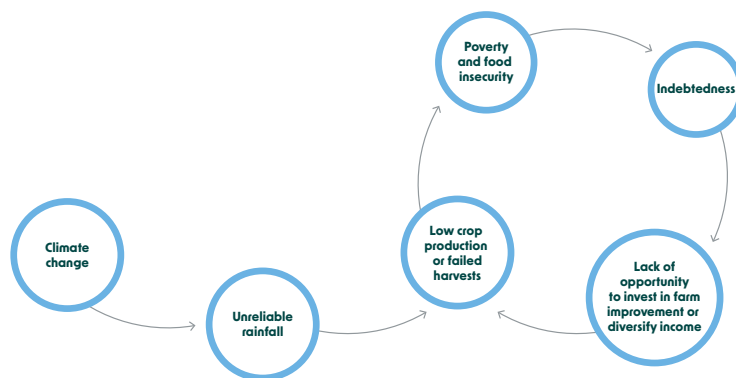 Poverty
and food
insecurity
Indebtedness
Climate
change
Low crop
production
or failed
harvests
Lack of
opportunity
to invest in farm
improvement or
diversify income
Unreliable
rainfall